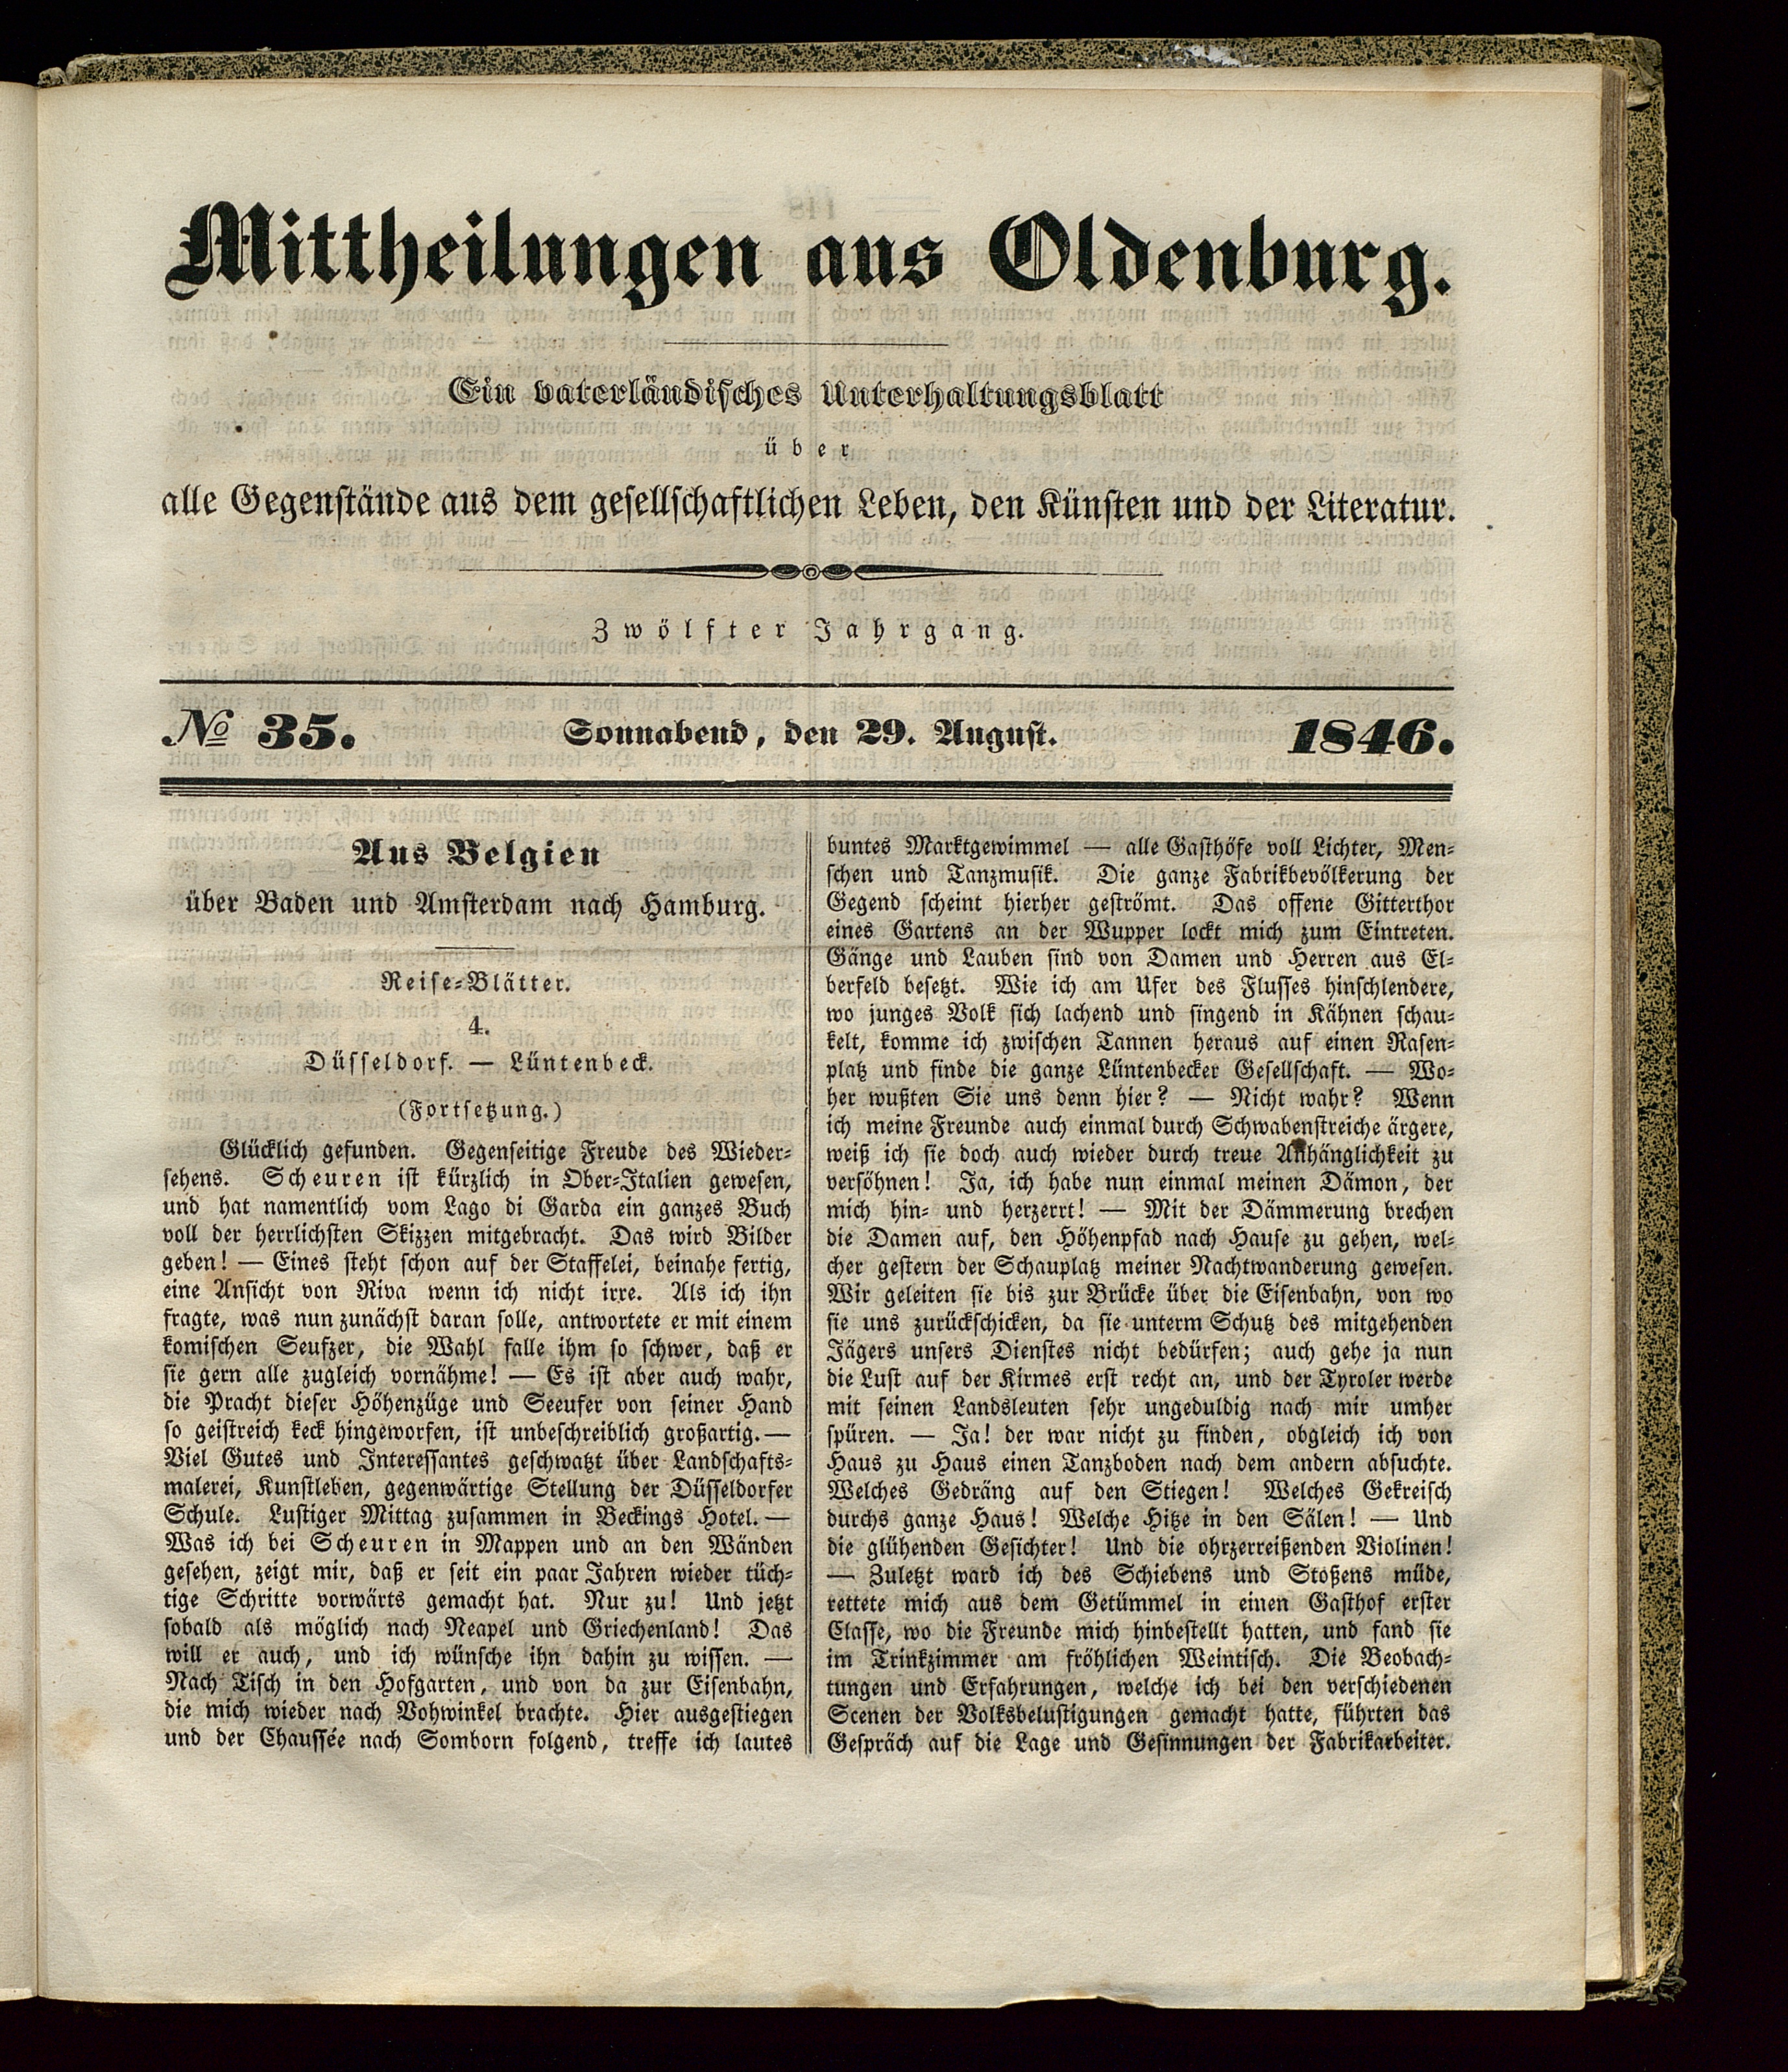 Mittheilungen aus Oldenburg.
Ein vaterländisches Unterhaltungsblatt
über
alle Gegenstände aus dem gesellschaftlichen Leben, den Künsten und der Literatur.
Zwölfter Jahrgang.
№ 35. Sonnabend, den 29. August. 1846.
Aus Belgien
über Baden und Amsterdam nach Hamburg.
Reise-Blätter.
4.
Düsseldorf. — Lüntenbeck.
(Fortsetzung.)
Glücklich gefunden. Gegenseitige Freude des Wieder-
sehens. Scheuren ist kürzlich in Ober-Italien gewesen,
und hat namentlich vom Lago di Garda ein ganzes Buch
voll der herrlichsten Skizzen mitgebracht. Das wird Bilder
geben! — Eines steht schon auf der Staffelei, beinahe fertig,
eine Ansicht von Riva wenn ich nicht irre. Als ich ihn
fragte, was nun zunächst daran solle, antwortete er mit einem
komischen Seufzer, die Wahl falle ihm so schwer, daß er
sie gern alle zugleich vornähme! — Es ist aber auch wahr,
die Pracht dieser Höhenzüge und Seeufer von seiner Hand
so geistreich keck hingeworfen, ist unbeschreiblich großartig. —
Viel Gutes und Interessantes geschwatzt über Landschafts-
malerei, Kunstleben, gegenwärtige Stellung der Düsseldorfer
Schule. Lustiger Mittag zusammen in Beckings Hotel. —
Was ich bei Scheuren in Mappen und an den Wänden
gesehen, zeigt mir, daß er seit ein paar Jahren wieder tüch-
tige Schritte vorwärts gemacht hat. Nur zu! Und jetzt
sobald als möglich nach Neapel und Griechenland! Das
will er auch, und ich wünsche ihn dahin zu wissen. —
Nach Tisch in den Hofgarten, und von da zur Eisenbahn,
die mich wieder nach Vohwinkel brachte. Hier ausgestiegen
und der Chaussée nach Somborn folgend, treffe ich lautes
buntes Marktgewimmel — alle Gasthöfe voll Lichter, Men-
schen und Tanzmusik. Die ganze Fabrikbevölkerung der
Gegend scheint hierher geströmt. Das offene Gitterthor
eines Gartens an der Wupper lockt mich zum Eintreten.
Gänge und Lauben sind von Damen und Herren aus El-
berfeld besetzt. Wie ich am Ufer des Flusses hinschlendere,
wo junges Volk sich lachend und singend in Kähnen schau-
kelt, komme ich zwischen Tannen heraus auf einen Rasen-
platz und finde die ganze Lüntenbecker Gesellschaft. — Wo-
her wußten Sie uns denn hier? — Nicht wahr? Wenn
ich meine Freunde auch einmal durch Schwabenstreiche ärgere,
weiß ich sie doch auch wieder durch treue Anhänglichkeit zu
versöhnen! Ja, ich habe nun einmal meinen Dämon, der
mich hin- und herzerrt! — Mit der Dämmerung brechen
die Damen auf, den Höhenpfad nach Hause zu gehen, wel-
cher gestern der Schauplatz meiner Nachtwanderung gewesen.
Wir geleiten sie bis zur Brücke über die Eisenbahn, von wo
sie uns zurückschicken, da sie unterm Schutz des mitgehenden
Jägers unsers Dienstes nicht bedürfen; auch gehe ja nun
die Lust auf der Kirmes erst recht an, und der Tyroler werde
mit seinen Landsleuten sehr ungeduldig nach mir umher
spüren. — Ja! der war nicht zu finden, obgleich ich von
Haus zu Haus einen Tanzboden nach dem andern absuchte.
Welches Gedräng auf den Stiegen! Welches Gekreisch
durchs ganze Haus! Welche Hitze in den Sälen! — Und
die glühenden Gesichter! Und die ohrzerreißenden Violinen!
— Zuletzt ward ich des Schiebens und Stoßens müde,
rettete mich aus dem Getümmel in einen Gasthof erster
Classe, wo die Freunde mich hinbestellt hatten, und fand sie
im Trinkzimmer am fröhlichen Weintisch. Die Beobach-
tungen und Erfahrungen, welche ich bei den verschiedenen
Scenen der Volksbelustigungen gemacht hatte, führten das
Gespräch auf die Lage und Gesinnungen der Fabrikarbeiter.